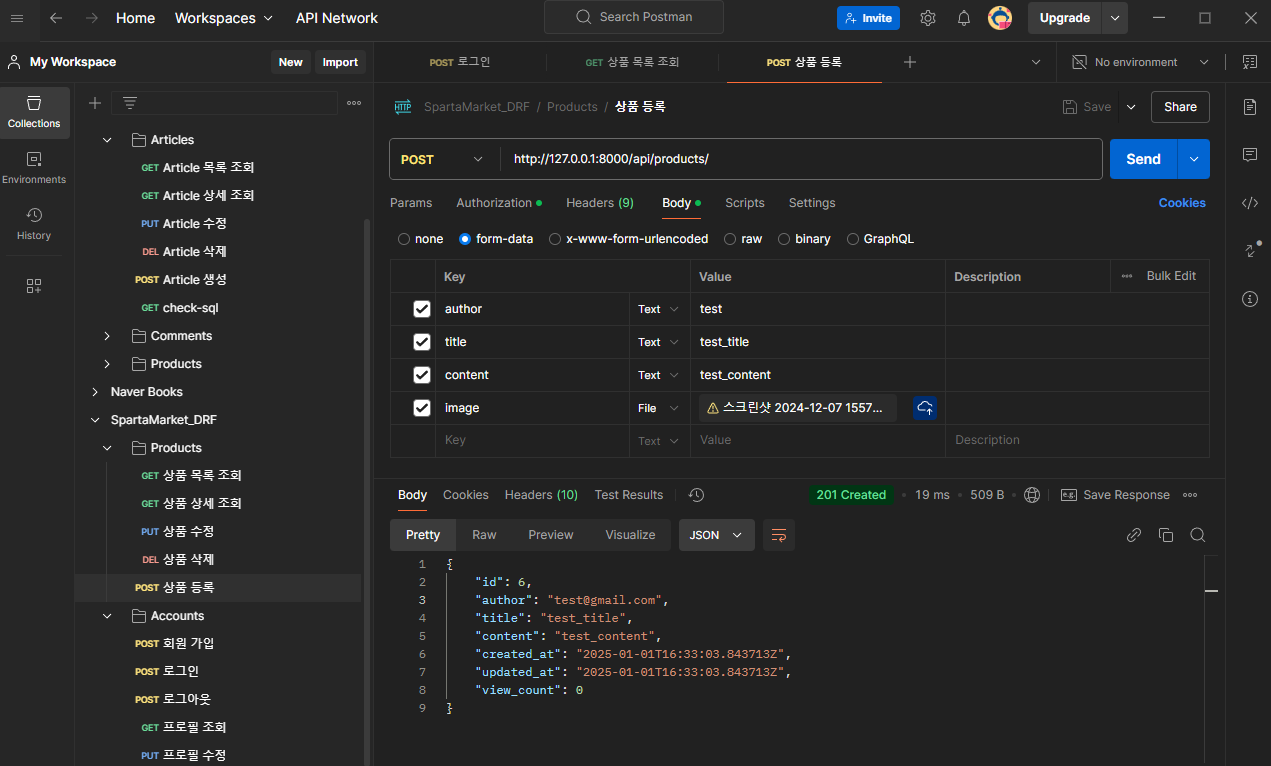 Home Workspaces API Network Search Postman Invite Upgrade
My Workspace New Import
POST 로그인 GET 상품 목록 조회 POST 상품 등록 No environment
Collections
Environments
History
Articles
GET Article 목록 조회
GET Article 상세 조회
PUT Article 수정
DEL Article 삭제
POST Article 생성
GET check-sql
Comments
Products
Naver Books
SpartaMarket_DRF
Products
GET 상품 목록 조회
GET 상품 상세 조회
PUT 상품 수정
DEL 상품 삭제
POST 상품 등록
Accounts
POST 회원 가입
POST 로그인
POST 로그아웃
GET 프로필 조회
PUT 프로필 수정
HTTP SpartaMarket_DRF / Products / 상품 등록 Save Share
POST http://127.0.0.1:8000/api/products/ Send
Params Authorization Headers (9) Body Scripts Settings Cookies
none form-data x-www-form-urlencoded raw binary GraphQL
Key Value Description Bulk Edit
author Text test
title Text test_title
content Text test_content
image File 스크린샷 2024-12-07 1557...
Key Text Value Description
Body Cookies Headers (10) Test Results 201 Created 19 ms 509 B e.g. Save Response
Pretty Raw Preview Visualize JSON
1 {
2 "id": 6,
3 "author": "test@gmail.com",
4 "title": "test_title",
5 "content": "test_content",
6 "created_at": "2025-01-01T16:33:03.843713Z",
7 "updated_at": "2025-01-01T16:33:03.843713Z",
8 "view_count": 0
9 }